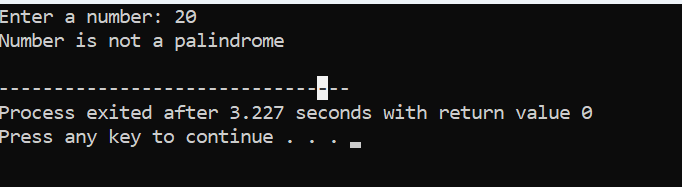 Enter a number: 20
Number is not a palindrome
--------------------------------
Process exited after 3.227 seconds with return value 0
Press any key to continue . . .